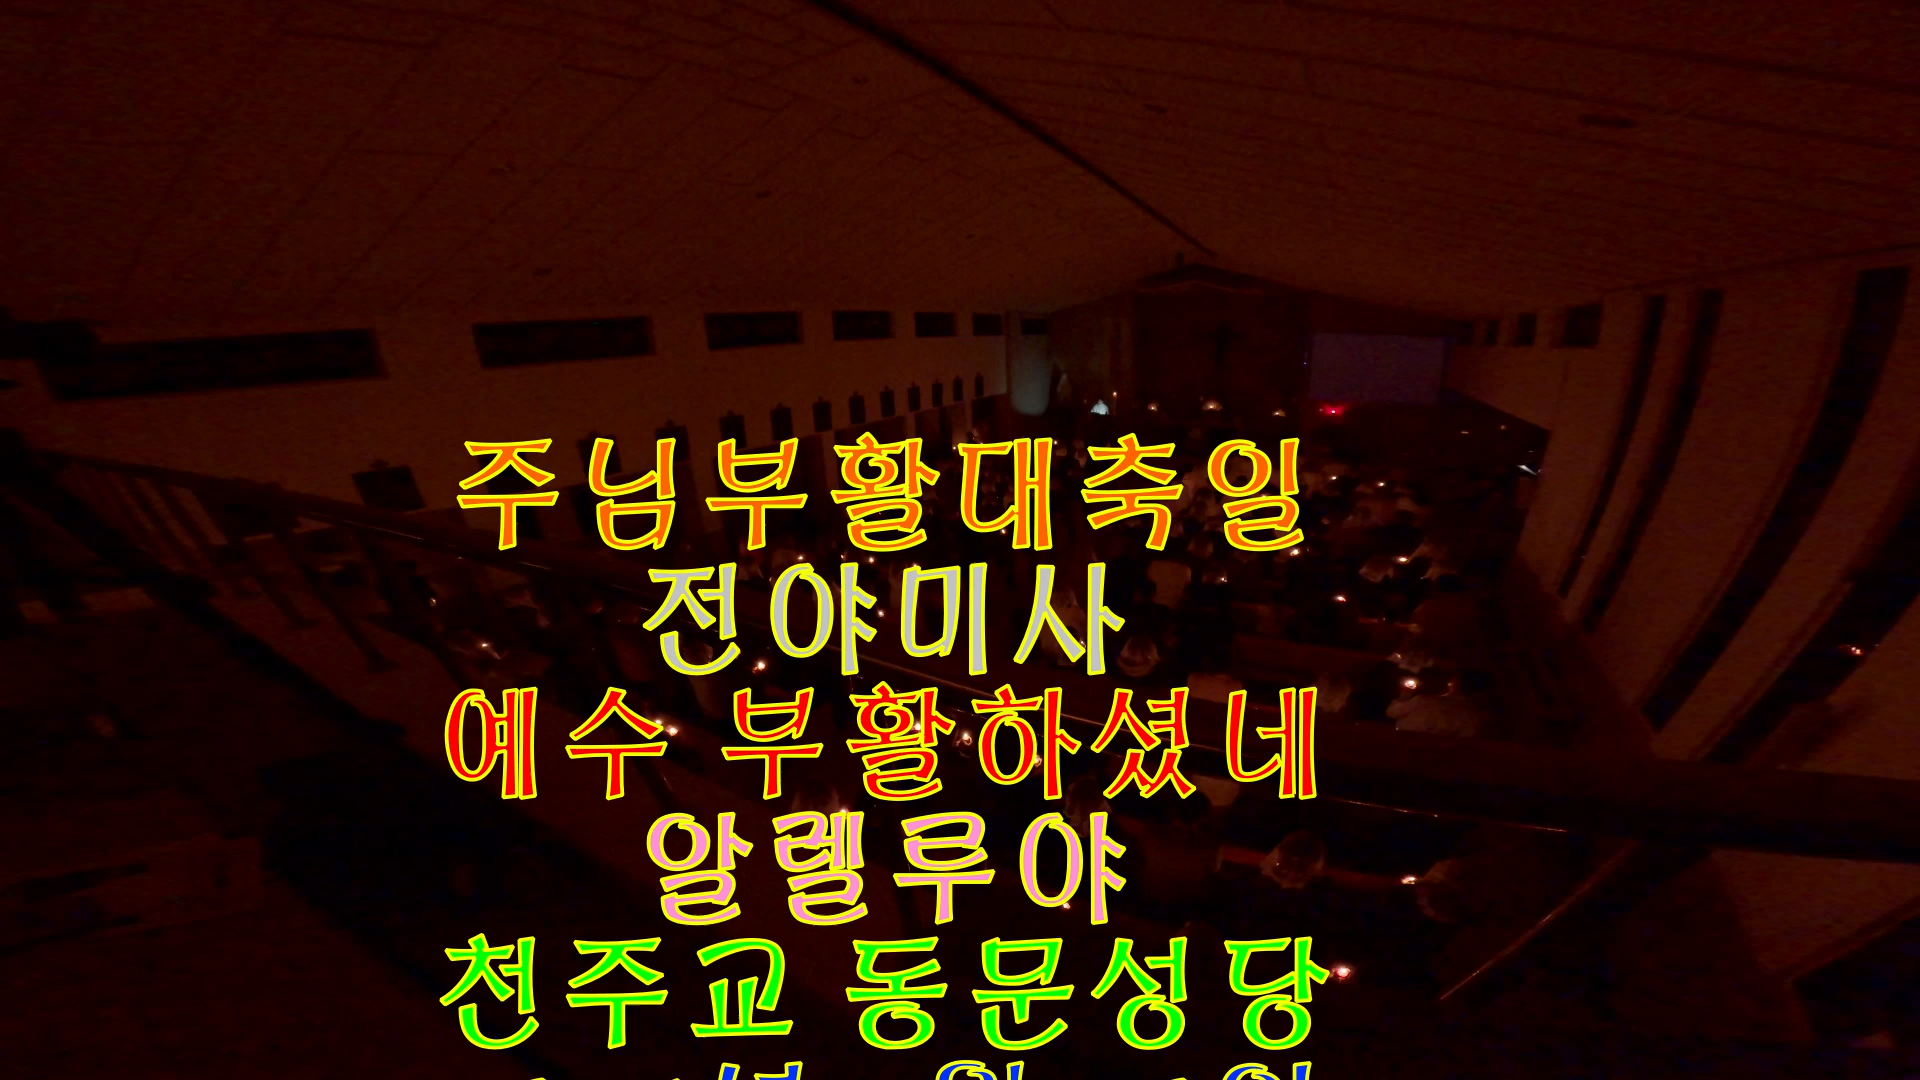 주님부활대축일
전야미사
예수 부활하셨네
알렐루야
천주교 동문성당